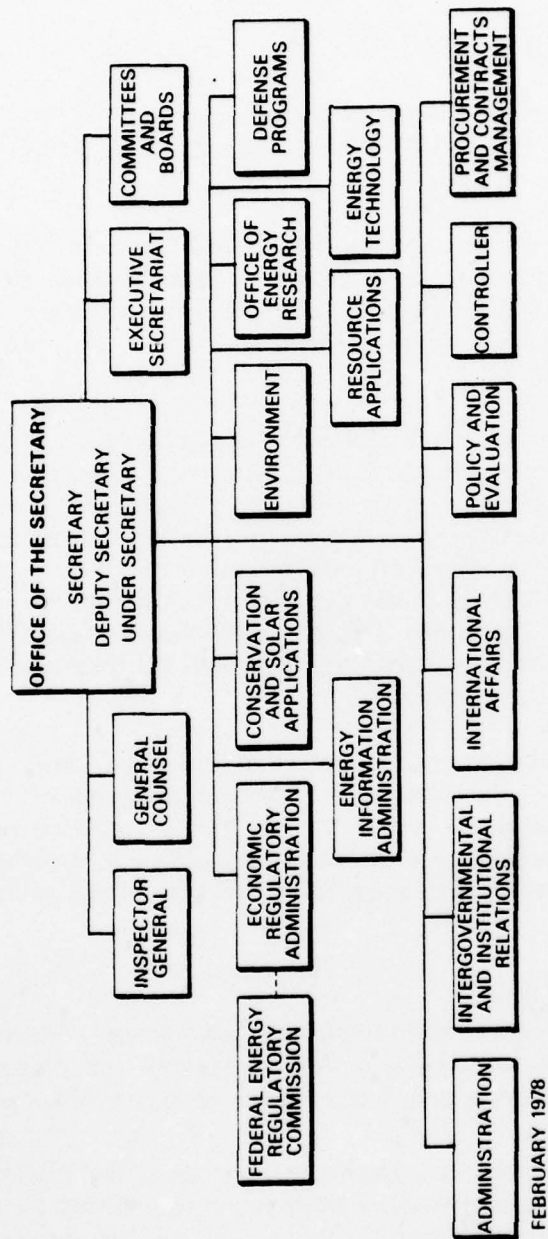 OFFICE OF THE SECRETARY
SECRETARY
DEPUTY SECRETARY
UNDER SECRETARY
INSPECTOR
GENERAL
GENERAL
COUNSEL
EXECUTIVE
SECRETARIAT
COMMITTEES
AND
BOARDS
FEDERAL ENERGY
REGULATORY
COMMISSION
ECONOMIC
REGULATORY
ADMINISTRATION
CONSERVATION
AND SOLAR
APPLICATIONS
ENVIRONMENT
OFFICE OF
ENERGY
RESEARCH
DEFENSE
PROGRAMS
ENERGY
INFORMATION
ADMINISTRATION
RESOURCE
APPLICATIONS
ENERGY
TECHNOLOGY
ADMINISTRATION
INTERGOVERNMENTAL
AND INSTITUTIONAL
RELATIONS
INTERNATIONAL
AFFAIRS
POLICY AND
EVALUATION
CONTROLLER
PROCUREMENT
AND CONTRACTS
MANAGEMENT
FEBRUARY 1978